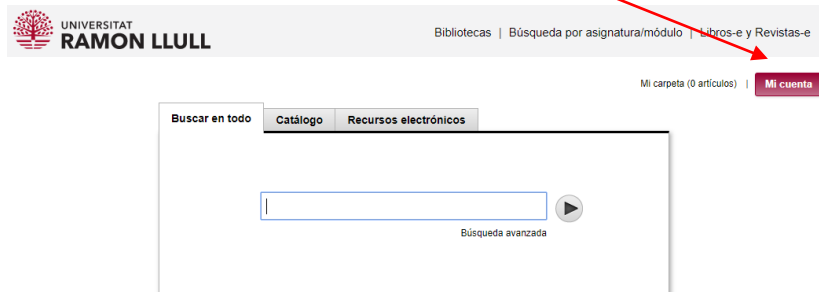 UNIVERSITAT
RAMON LLULL
Bibliotecas | Búsqueda por asignatura/módulo | Libros-e y Revistas-e
Mi carpeta (0 artículos) | Mi cuenta
Buscar en todo Catálogo Recursos electrónicos
Búsqueda avanzada